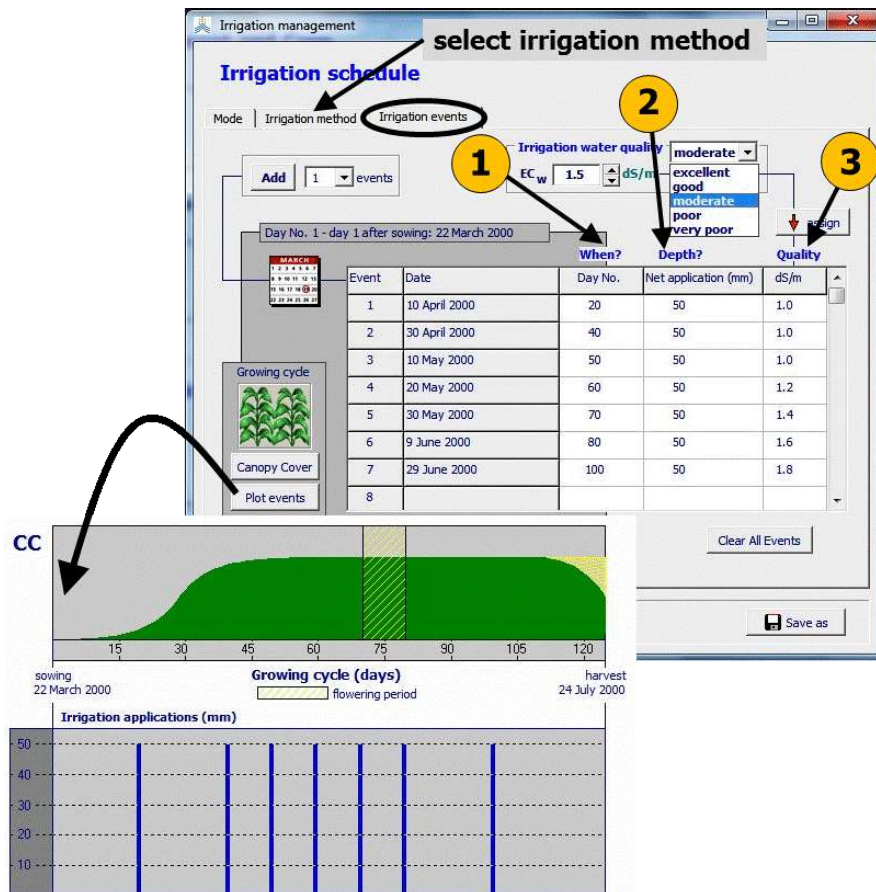 Irrigation management
select irrigation method
Irrigation schedule
Mode
Irrigation method
Irrigation events
1
2
3
Add 1 events
Irrigation water quality moderate
EC w 1.5 dS/m
excellent
good
moderate
poor
very poor
assign
Day No. 1 - day 1 after sowing: 22 March 2000
When? Depth? Quality
MARCH
Event Date Day No. Net application (mm) dS/m
1 10 April 2000 20 50 1.0
2 30 April 2000 40 50 1.0
3 10 May 2000 50 50 1.0
4 20 May 2000 60 50 1.2
5 30 May 2000 70 50 1.4
6 9 June 2000 80 50 1.6
7 29 June 2000 100 50 1.8
8
Growing cycle
Canopy Cover
Plot events
Clear All Events
Save as
CC
15 30 45 60 75 90 105 120
sowing Growing cycle (days) harvest
22 March 2000 flowering period 24 July 2000
Irrigation applications (mm)
50
40
30
20
10